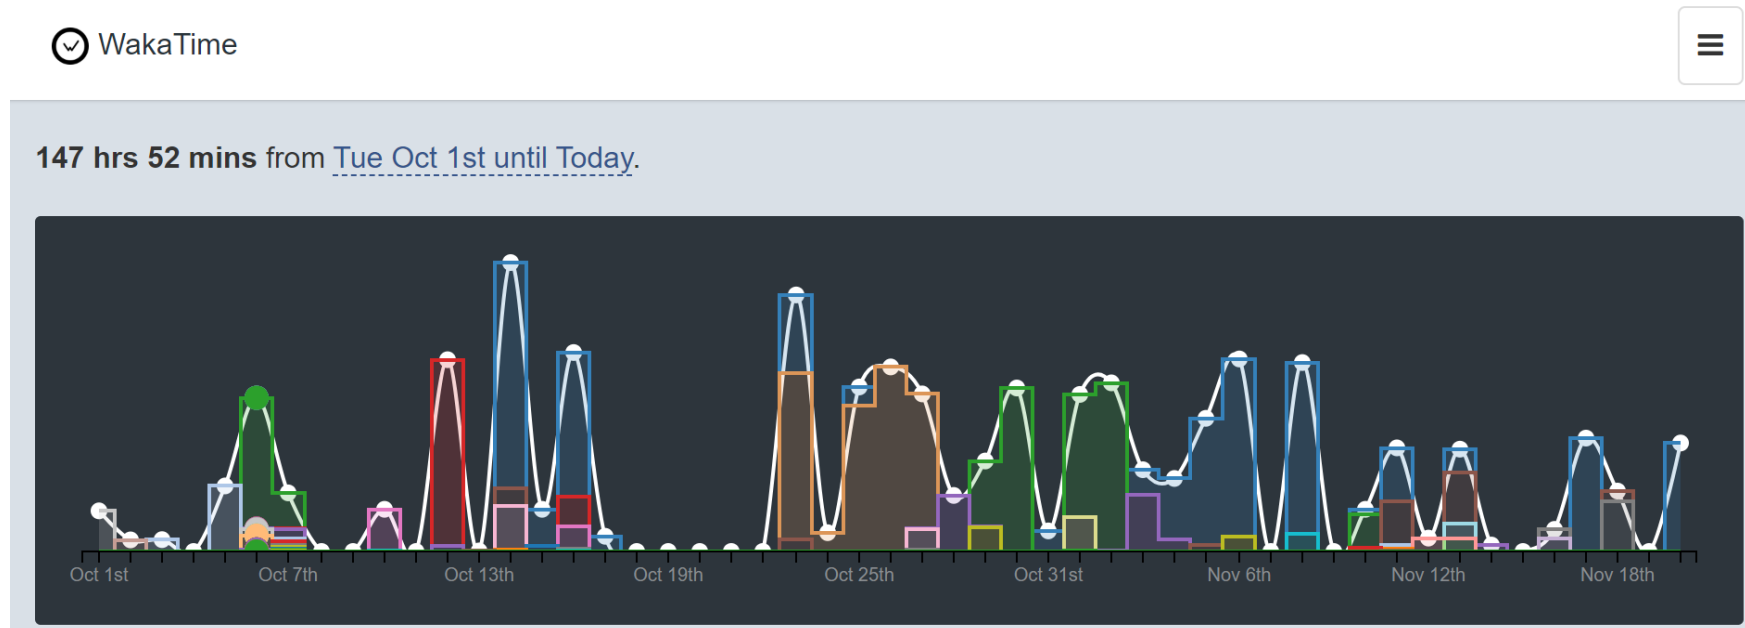 WakaTime
147 hrs 52 mins from Tue Oct 1st until Today.
Oct 1st Oct 7th Oct 13th Oct 19th Oct 25th Oct 31st Nov 6th Nov 12th Nov 18th